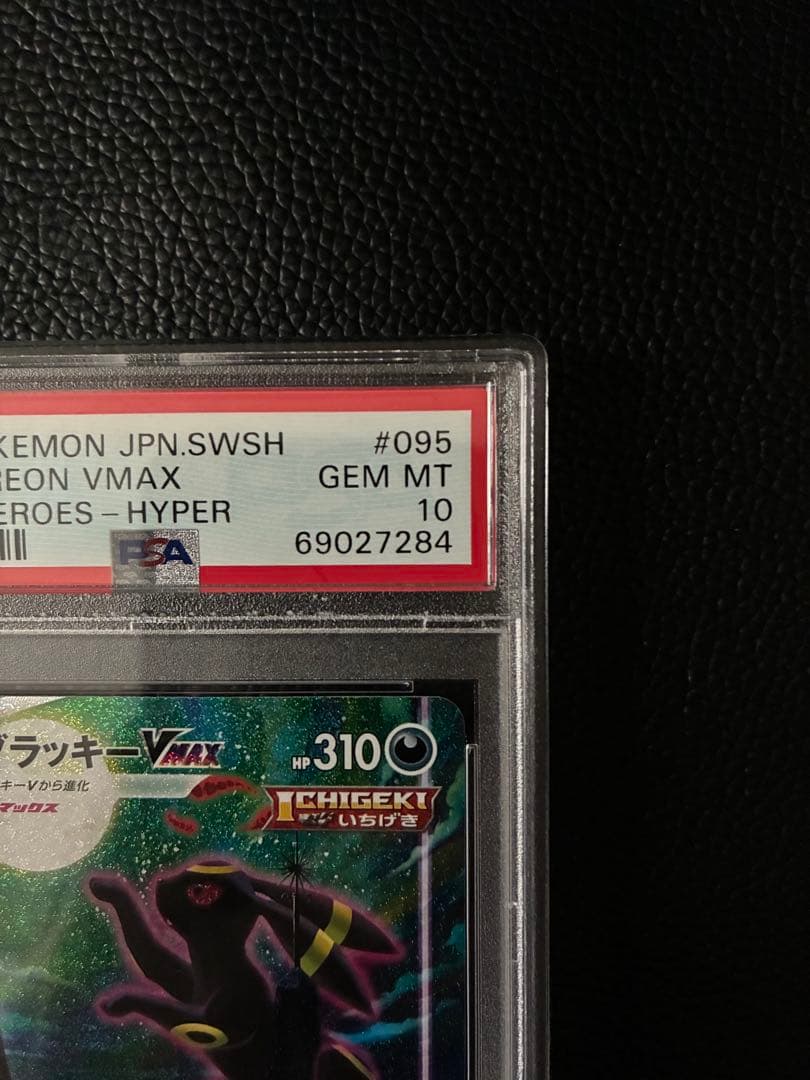 KEMON JPN.SWSH #095
REON VMAX GEM MT
EROES – HYPER 10
PSA 69027284
ブラッキーVMAX HP 310
キーVから進化
マックス
ICHIGEKI
いちげき